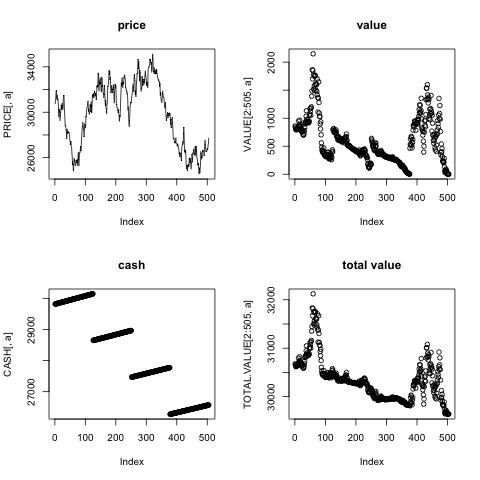 price
PRICE[, a]
26000 30000 34000
0 100 200 300 400 500
Index
value
VALUE[2:505, a]
0 500 1000 2000
0 100 200 300 400 500
Index
cash
CASH[, a]
27000 29000
0 100 200 300 400 500
Index
total value
TOTAL.VALUE[2:505, a]
30000 31000 32000
0 100 200 300 400 500
Index